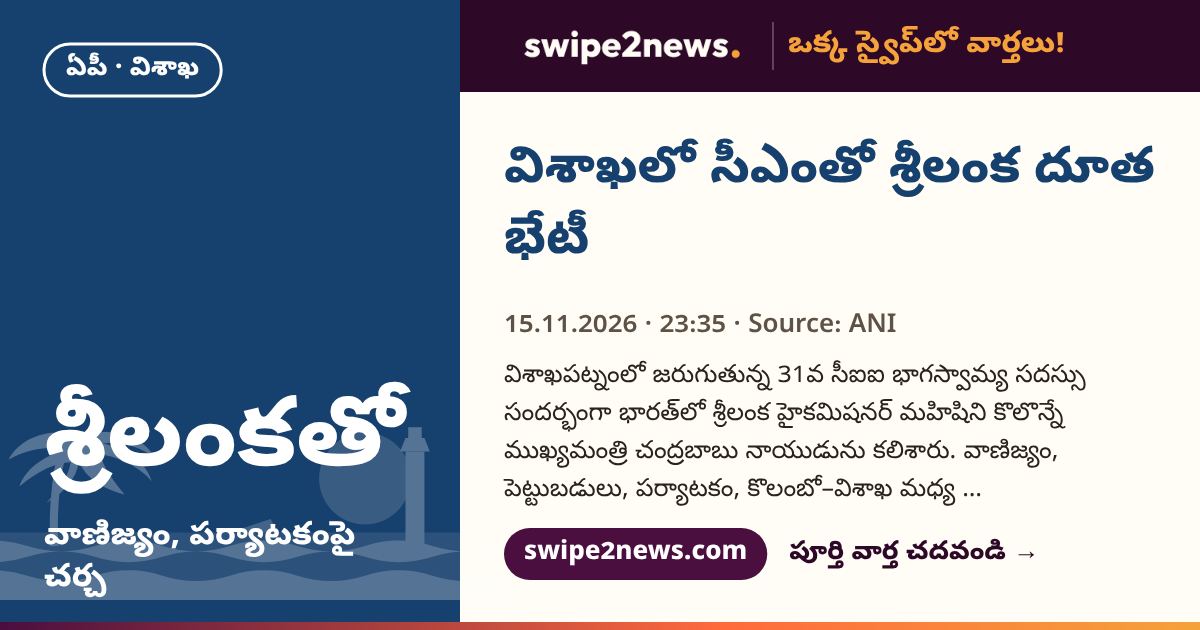 ఏపీ · విశాఖ
శ్రీలంకతో
వాణిజ్యం, పర్యాటకంపై
చర్చ
swipe2news.
ఒక్క స్వైప్‌లో వార్తలు!
విశాఖలో సీఎంతో శ్రీలంక దూత
భేటీ
15.11.2026 · 23:35 · Source: ANI
విశాఖపట్నంలో జరుగుతున్న 31వ సీఐఐ భాగస్వామ్య సదస్సు
సందర్భంగా భారత్‌లో శ్రీలంక హైకమిషనర్ మహిషిని కొలొన్నే
ముఖ్యమంత్రి చంద్రబాబు నాయుడును కలిశారు. వాణిజ్యం,
పెట్టుబడులు, పర్యాటకం, కొలంబో–విశాఖ మధ్య ...
swipe2news.com
పూర్తి వార్త చదవండి →